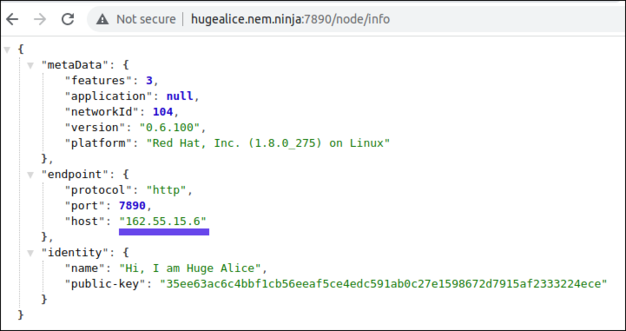 Not secure | hugealice.nem.ninja:7890/node/info
{
"metaData": {
"features": 3,
"application": null,
"networkId": 104,
"version": "0.6.100",
"platform": "Red Hat, Inc. (1.8.0_275) on Linux"
},
"endpoint": {
"protocol": "http",
"port": 7890,
"host": "162.55.15.6"
},
"identity": {
"name": "Hi, I am Huge Alice",
"public-key": "35ee63ac6c4bbf1cb56eeaf5ce4edc591ab0c27e1598672d7915af2333224ece"
}
}